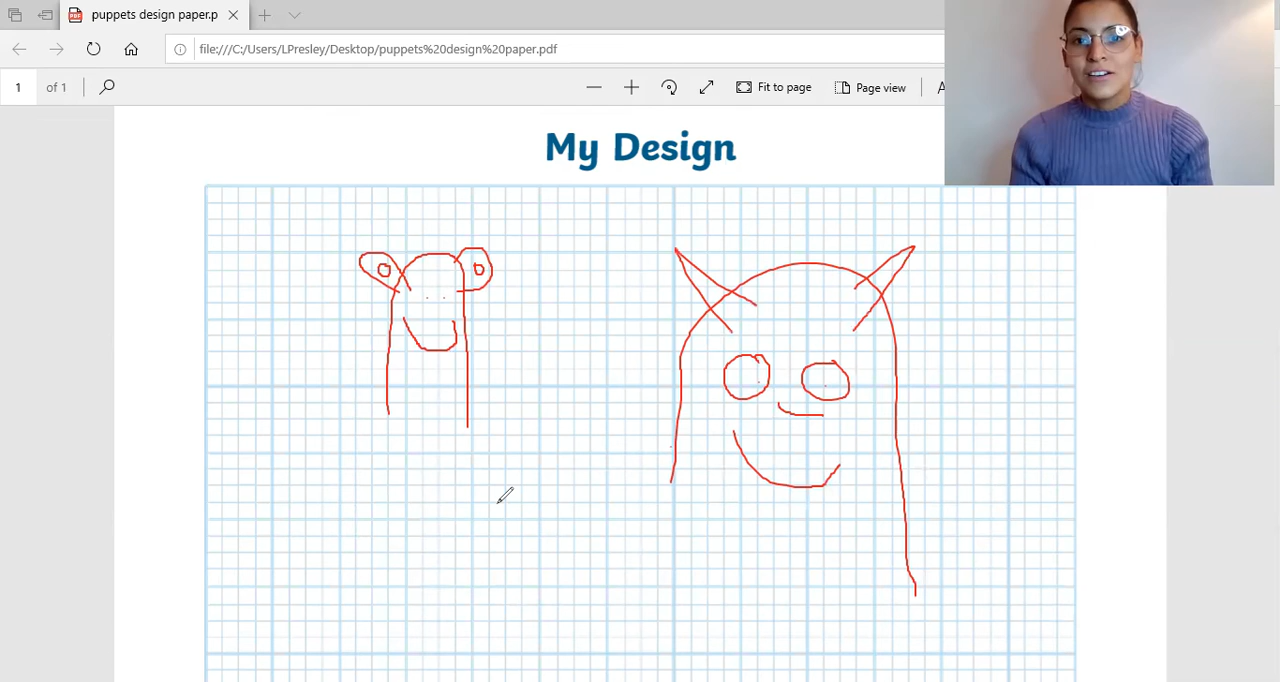 puppets design paper.p
file:///C:/Users/LPresley/Desktop/puppets%20design%20paper.pdf
1 of 1 Fit to page Page view A
My Design